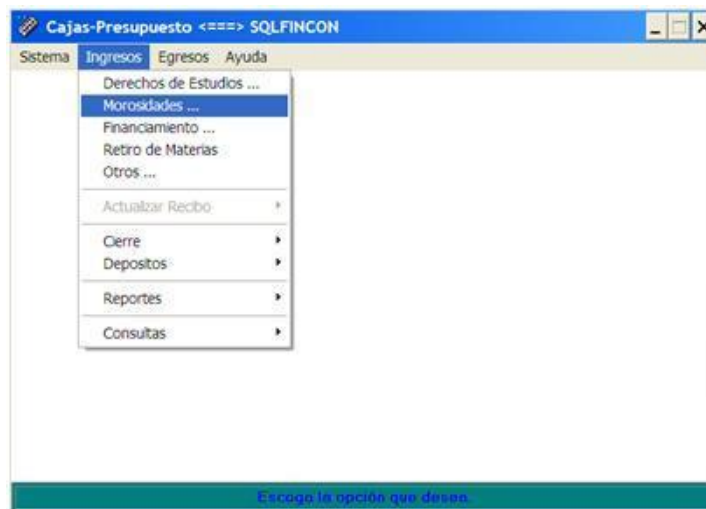 Cajas-Presupuesto <===> SQLFINCON
Sistema Ingresos Egresos Ayuda
Derechos de Estudios ...
Morosidades ...
Financiamiento ...
Retiro de Materias
Otros ...
Actualizar Recibo
Cierre
Depositos
Reportes
Consultas
Escoga la opción que desea.